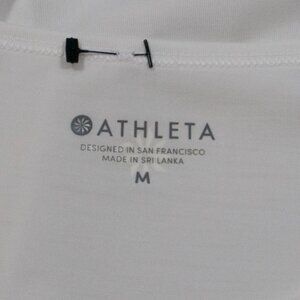 ATHLETA
DESIGNED IN SAN FRANCISCO
MADE IN SRI LANKA
M